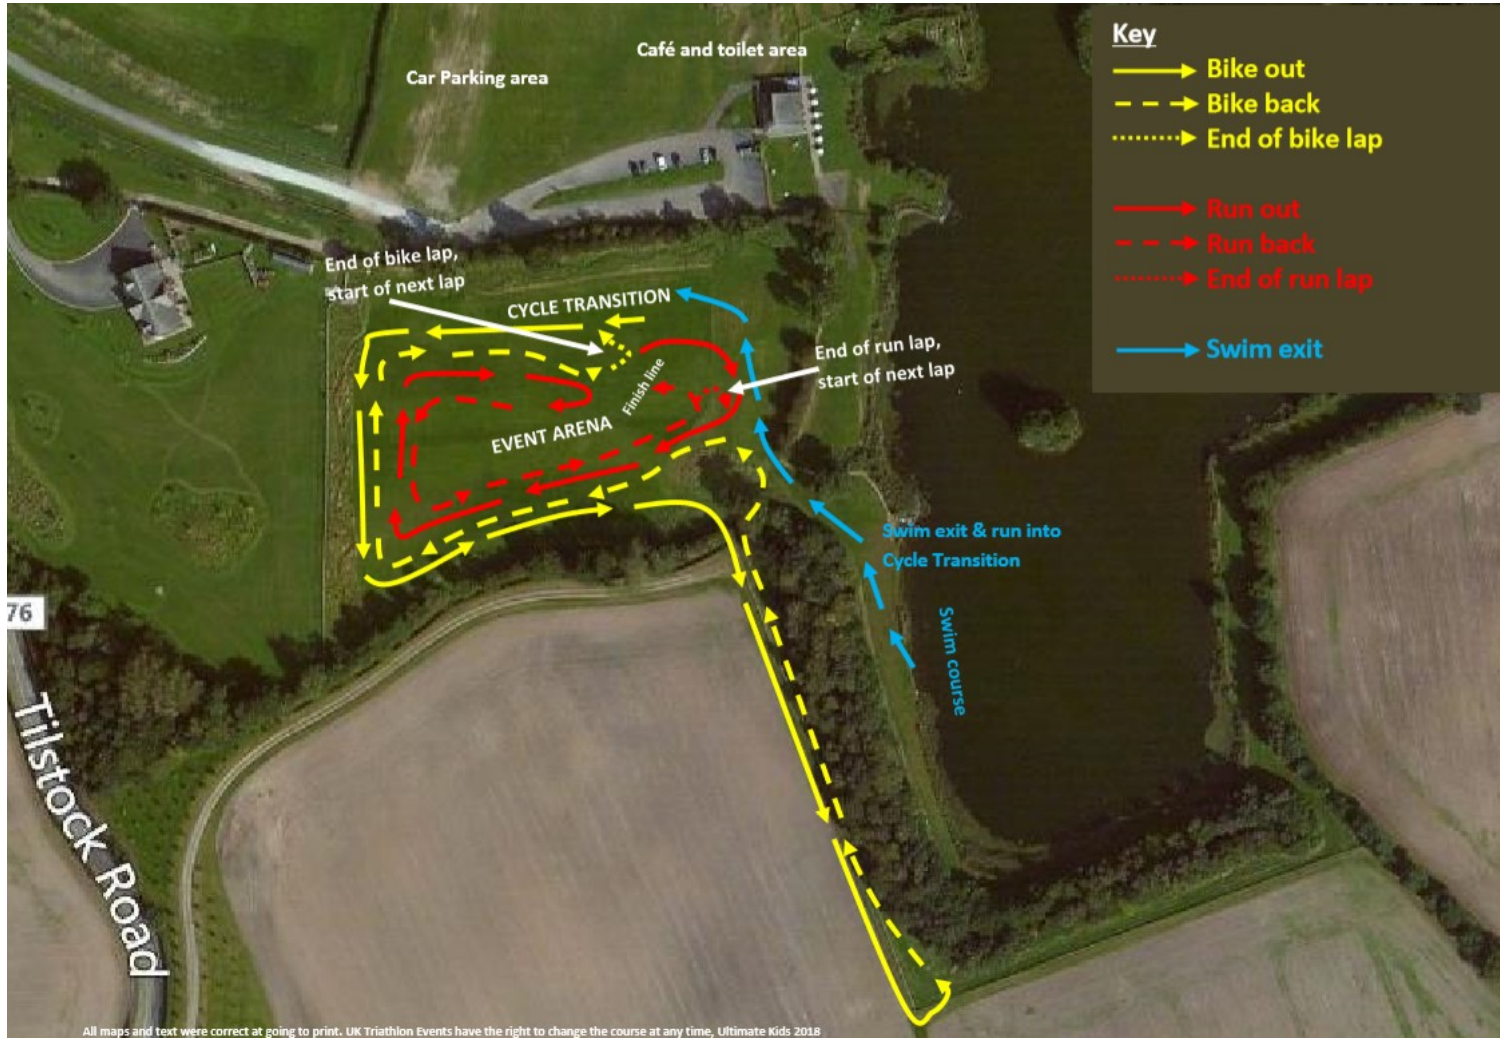 Café and toilet area
Car Parking area
Key
Bike out
Bike back
End of bike lap
Run out
Run back
End of run lap
Swim exit
End of bike lap,
start of next lap
CYCLE TRANSITION
End of run lap,
start of next lap
Finish line
EVENT ARENA
Swim exit & run into
Cycle Transition
Swim course
76
Tilstock Road
All maps and text were correct at going to print. UK Triathlon Events have the right to change the course at any time, Ultimate Kids 2018